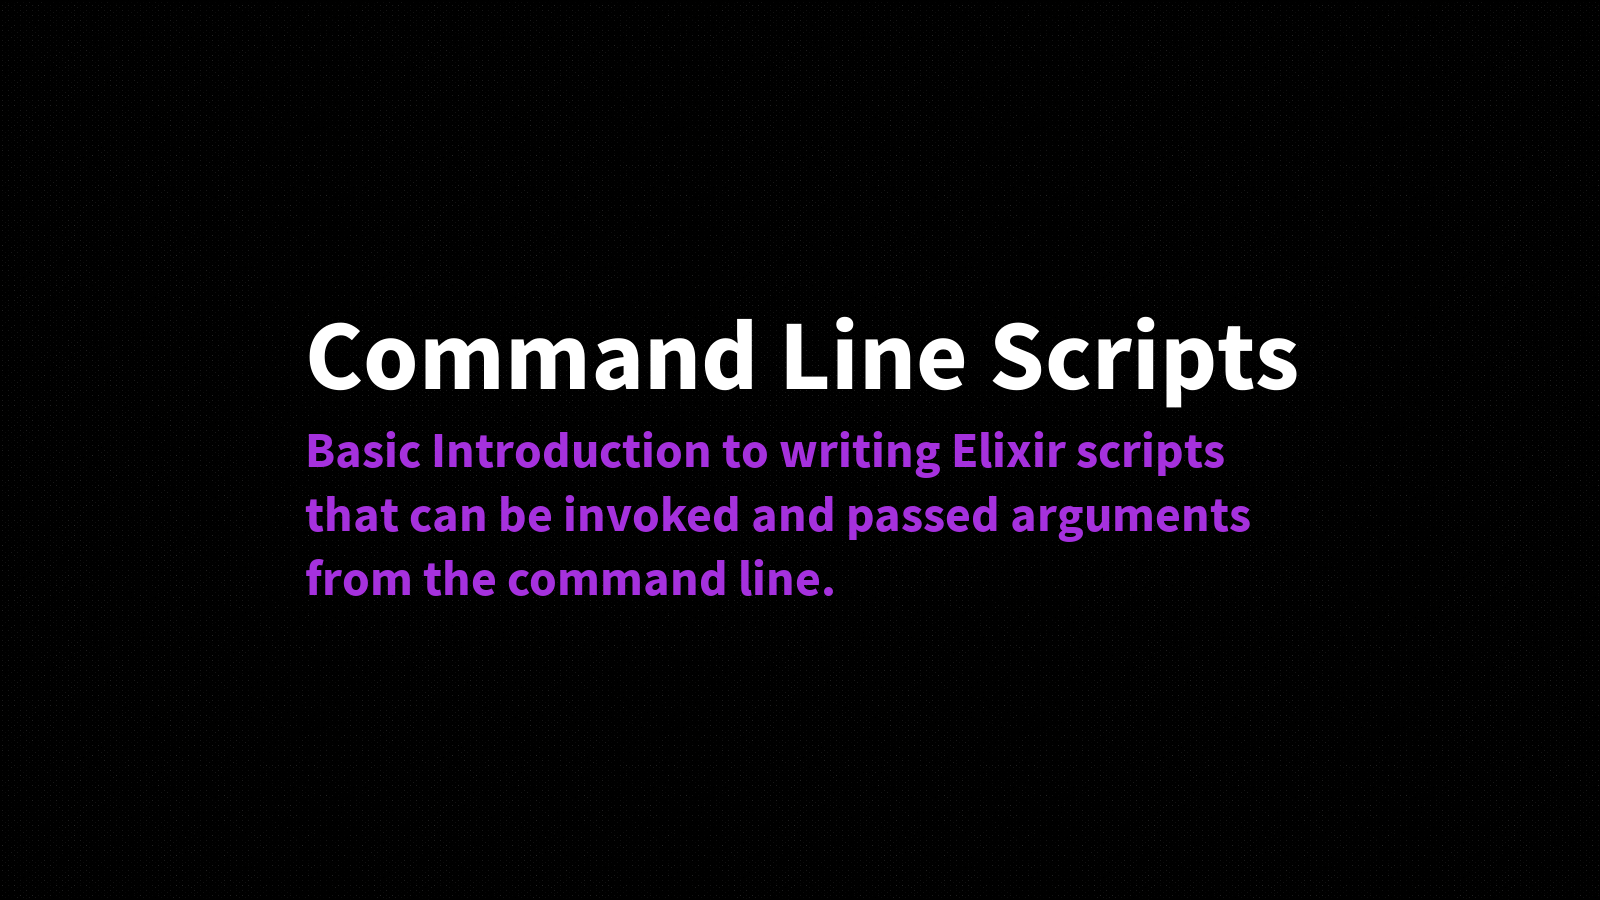 Command Line Scripts
Basic Introduction to writing Elixir scripts
that can be invoked and passed arguments
from the command line.